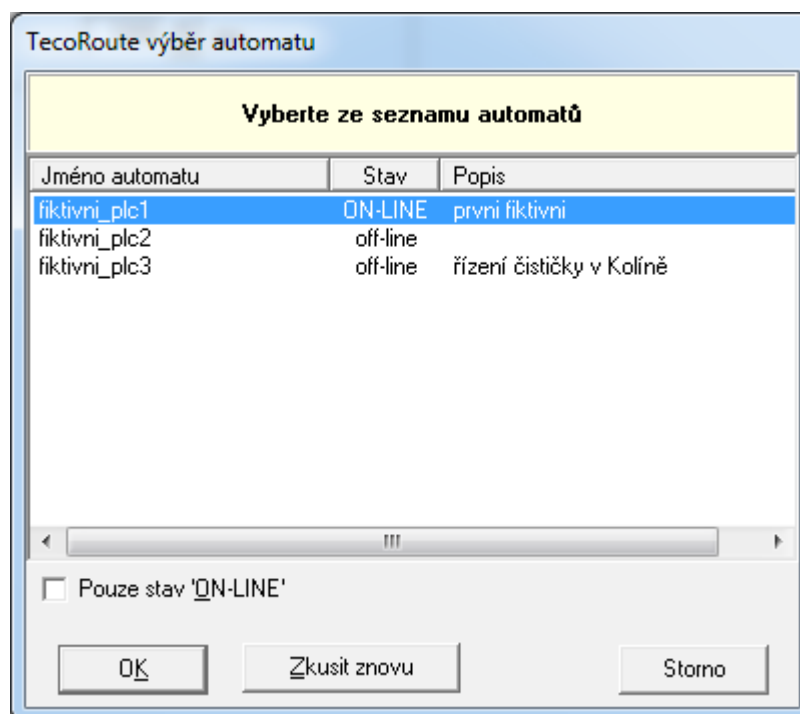 TecoRoute výběr automatu
Vyberte ze seznamu automatů
Jméno automatu Stav Popis
fiktivni_plc1 ON-LINE první fiktivni
fiktivni_plc2 off-line
fiktivni_plc3 off-line řízení čističky v Kolíně
Pouze stav 'ON-LINE'
OK Zkusit znovu Storno